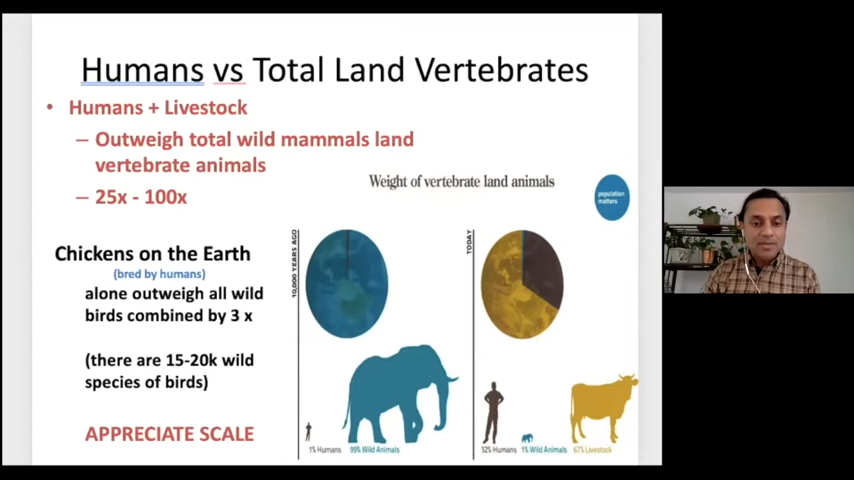 Humans vs Total Land Vertebrates
• Humans + Livestock
– Outweigh total wild mammals land
vertebrate animals
– 25x - 100x
Chickens on the Earth
(bred by humans)
alone outweigh all wild
birds combined by 3 x
(there are 15-20k wild
species of birds)
APPRECIATE SCALE
Weight of vertebrate land animals
population
matters
10,000 YEARS AGO
TODAY
1% Humans 99% Wild Animals
32% Humans 1% Wild Animals 67% Livestock